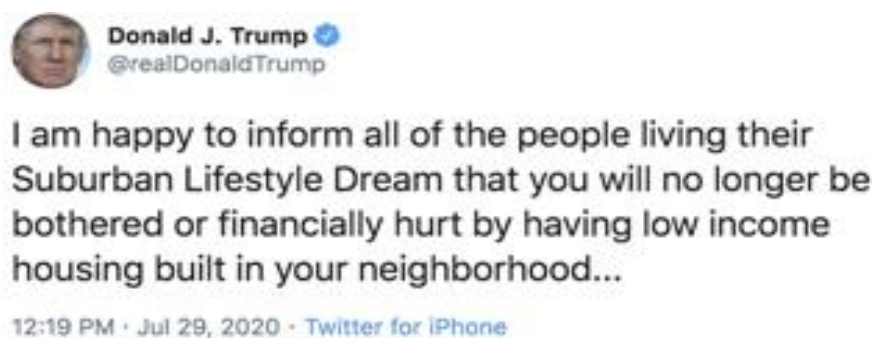 Donald J. Trump
@realDonaldTrump
I am happy to inform all of the people living their
Suburban Lifestyle Dream that you will no longer be
bothered or financially hurt by having low income
housing built in your neighborhood...
12:19 PM · Jul 29, 2020 · Twitter for iPhone